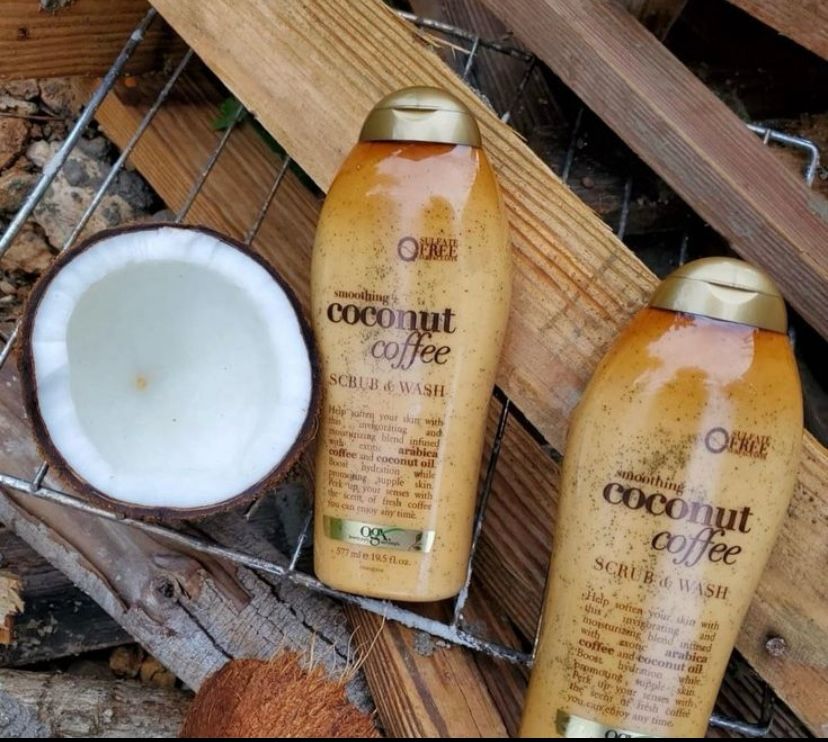 SULFATE
FREE
smoothing
coconut
coffee
SCRUB & WASH
Help soften your skin with
this invigorating and
moisturizing blend infused
with exotic arabica
coffee and coconut oil.
Boost hydration while
promoting supple skin.
Perk up your senses with
the scent of fresh coffee
you can enjoy any time.
ogx
577 ml e 19.5 fl.oz.
SULFATE
FREE
smoothing
coconut
coffee
SCRUB & WASH
Help soften your skin with
this invigorating and
moisturizing blend infused
with exotic arabica
coffee and coconut oil.
Boost hydration while
promoting supple skin.
Perk up your senses with
the scent of fresh coffee
you can enjoy any time.